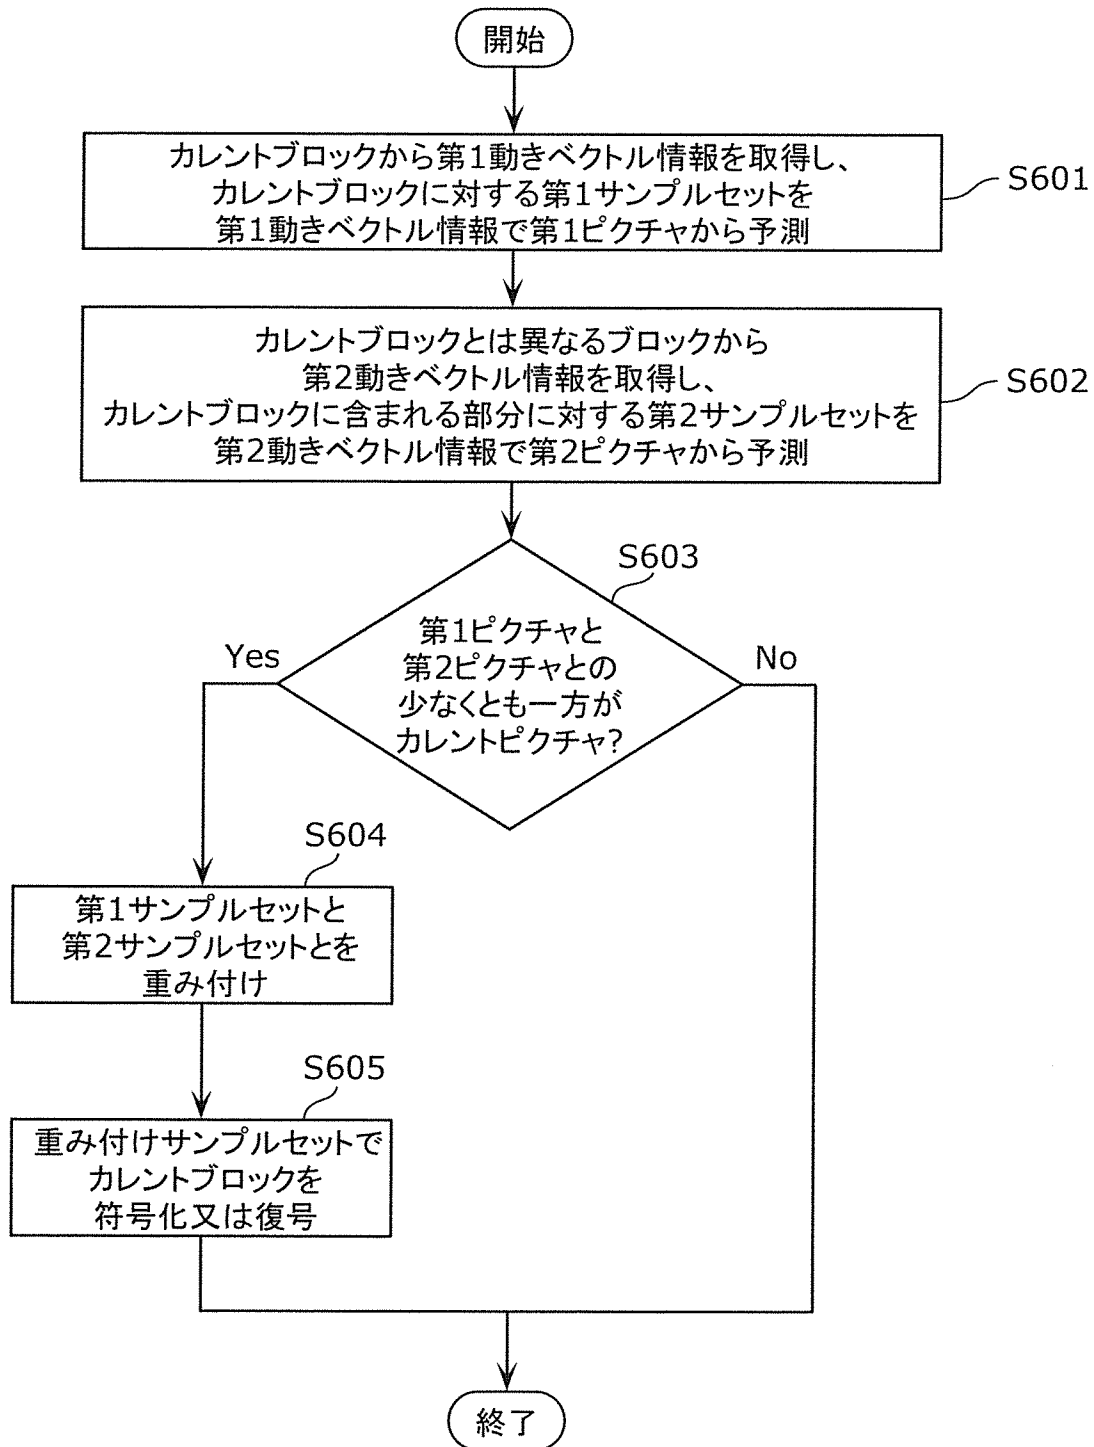 開始
カレントブロックから第1動きベクトル情報を取得し、
カレントブロックに対する第1サンプルセットを
第1動きベクトル情報で第1ピクチャから予測
S601
カレントブロックとは異なるブロックから
第2動きベクトル情報を取得し、
カレントブロックに含まれる部分に対する第2サンプルセットを
第2動きベクトル情報で第2ピクチャから予測
S602
S603
第1ピクチャと
第2ピクチャとの
少なくとも一方が
カレントピクチャ?
Yes
No
S604
第1サンプルセットと
第2サンプルセットとを
重み付け
S605
重み付けサンプルセットで
カレントブロックを
符号化又は復号
終了